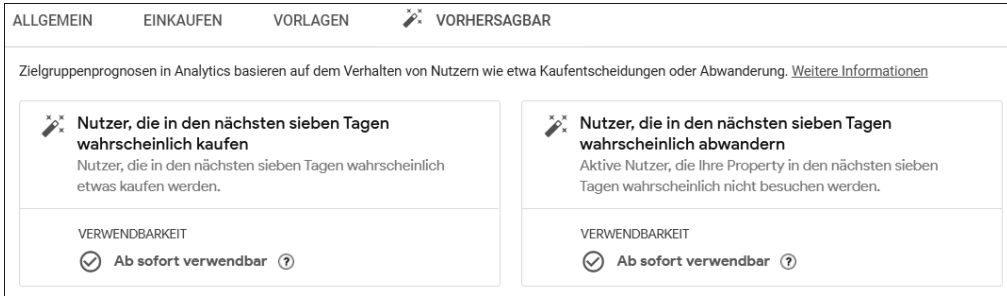 ALLGEMEIN EINKAUFEN VORLAGEN VORHERSAGBAR
Zielgruppenprognosen in Analytics basieren auf dem Verhalten von Nutzern wie etwa Kaufentscheidungen oder Abwanderung. Weitere Informationen
Nutzer, die in den nächsten sieben Tagen
wahrscheinlich kaufen
Nutzer, die in den nächsten sieben Tagen wahrscheinlich
etwas kaufen werden.
VERWENDBARKEIT
Ab sofort verwendbar ?
Nutzer, die in den nächsten sieben Tagen
wahrscheinlich abwandern
Aktive Nutzer, die Ihre Property in den nächsten sieben
Tagen wahrscheinlich nicht besuchen werden.
VERWENDBARKEIT
Ab sofort verwendbar ?